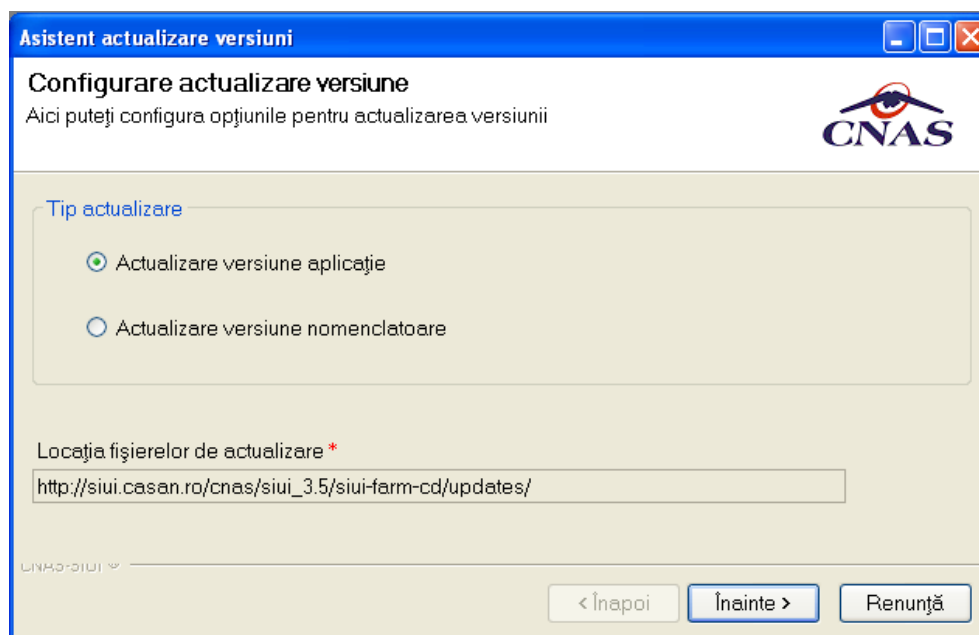 Asistent actualizare versiuni
Configurare actualizare versiune
Aici puteţi configura opţiunile pentru actualizarea versiunii
CNAS
Tip actualizare
Actualizare versiune aplicaţie
Actualizare versiune nomenclatoare
Locaţia fişierelor de actualizare *
http://siui.casan.ro/cnas/siui_3.5/siui-farm-cd/updates/
CNAS-SIUI ©
< Înapoi
Înainte >
Renunţă